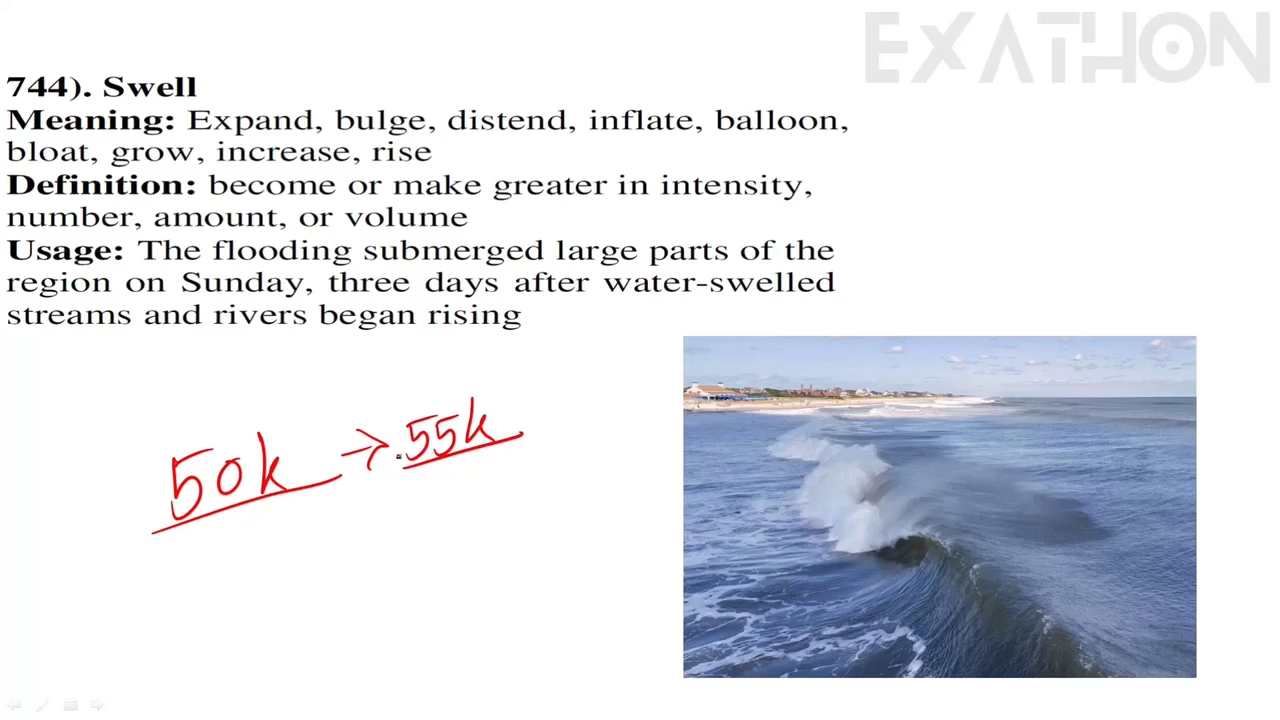 EXATHON
744). Swell
Meaning: Expand, bulge, distend, inflate, balloon,
bloat, grow, increase, rise
Definition: become or make greater in intensity,
number, amount, or volume
Usage: The flooding submerged large parts of the
region on Sunday, three days after water-swelled
streams and rivers began rising
50k → 55k